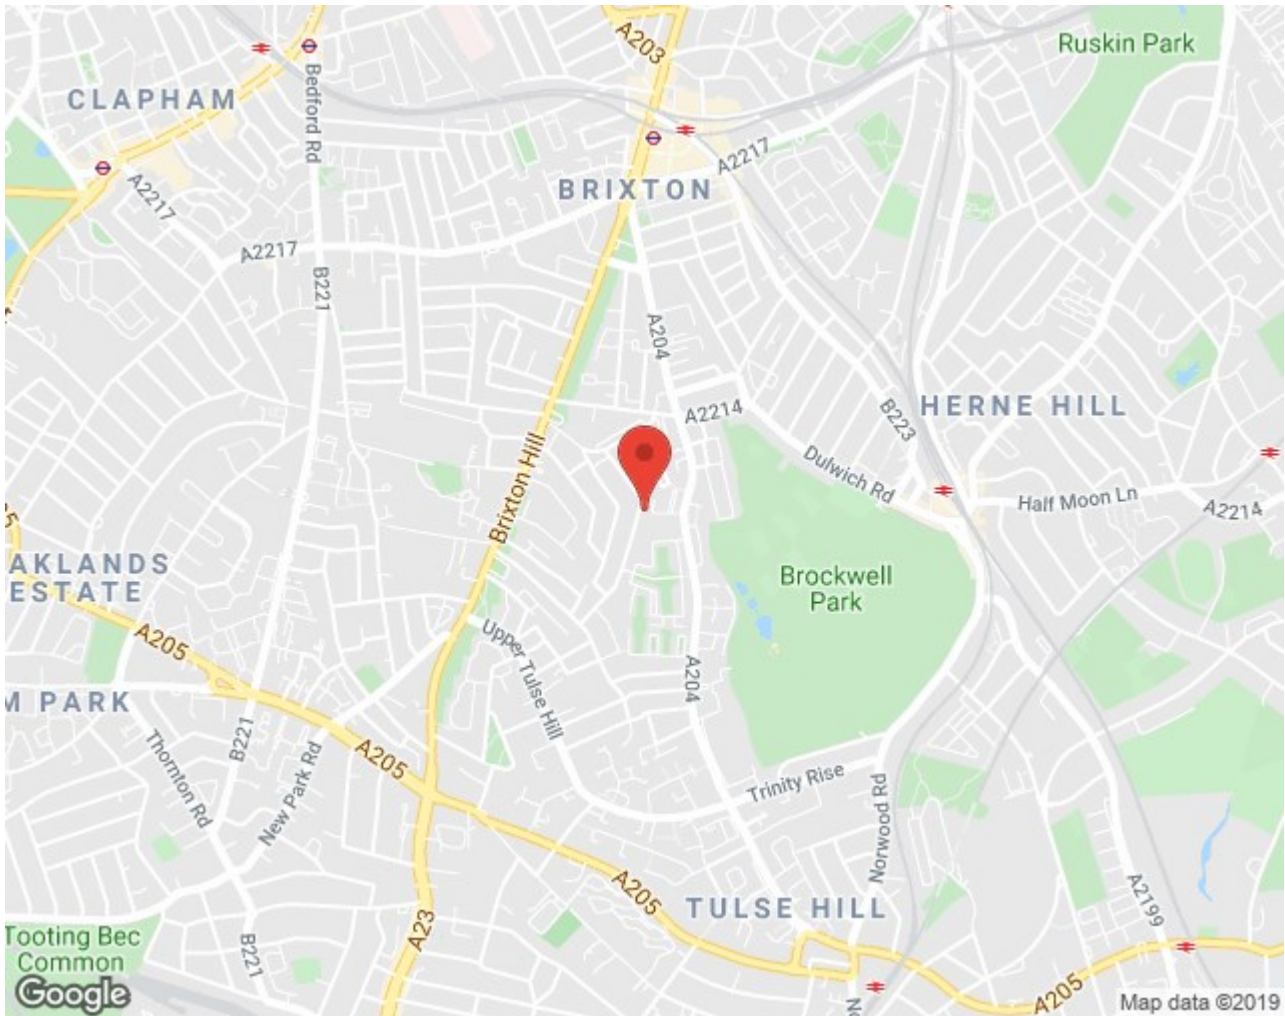 A203
Ruskin Park
CLAPHAM
Bedford Rd
A2217
BRIXTON
A2217
A2217
B221
A204
A2214
HERNE HILL
B223
Brixton Hill
Dulwich Rd
Half Moon Ln
A2214
AKLANDS
ESTATE
Brockwell
Park
A205
Upper Tulse Hill
A204
M PARK
B221
Thornton Rd
New Park Rd
A205
Trinity Rise
Norwood Rd
A205
TULSE HILL
A2199
A23
B221
Tooting Bec
Common
A205
Google
Map data ©2019